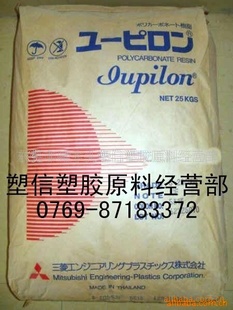 ポリカーボネート樹脂
ユーピロン®
POLYCARBONATE RESIN
Iupilon®
NET 25 KGS
塑信塑胶原料经营部
NOTE
0769-87183372
三菱エンジニアリングプラスチックス株式会社
Mitsubishi Engineering-Plastics Corporation
MADE IN THAILAND